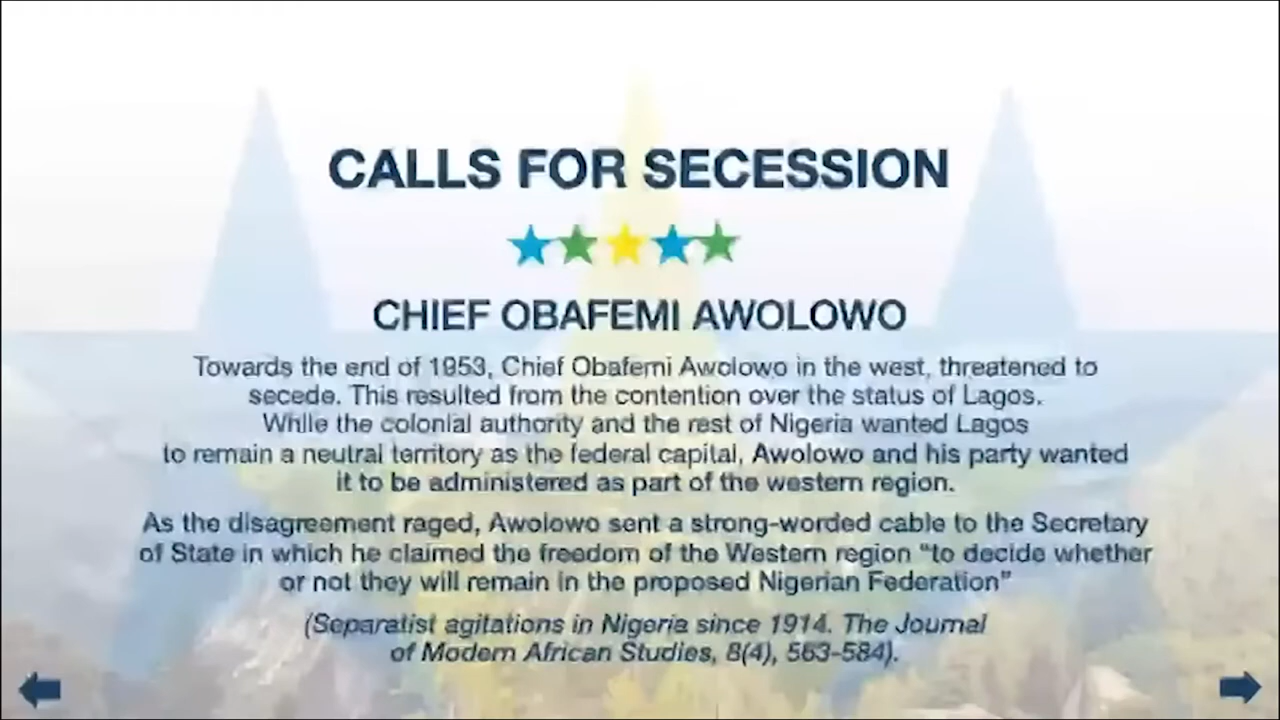 CALLS FOR SECESSION
CHIEF OBAFEMI AWOLOWO
Towards the end of 1953, Chief Obafemi Awolowo in the west, threatened to
secede. This resulted from the contention over the status of Lagos.
While the colonial authority and the rest of Nigeria wanted Lagos
to remain a neutral territory as the federal capital, Awolowo and his party wanted
it to be administered as part of the western region.
As the disagreement raged, Awolowo sent a strong-worded cable to the Secretary
of State in which he claimed the freedom of the Western region “to decide whether
or not they will remain in the proposed Nigerian Federation”
(Separatist agitations in Nigeria since 1914. The Journal
of Modern African Studies, 8(4), 563-584).